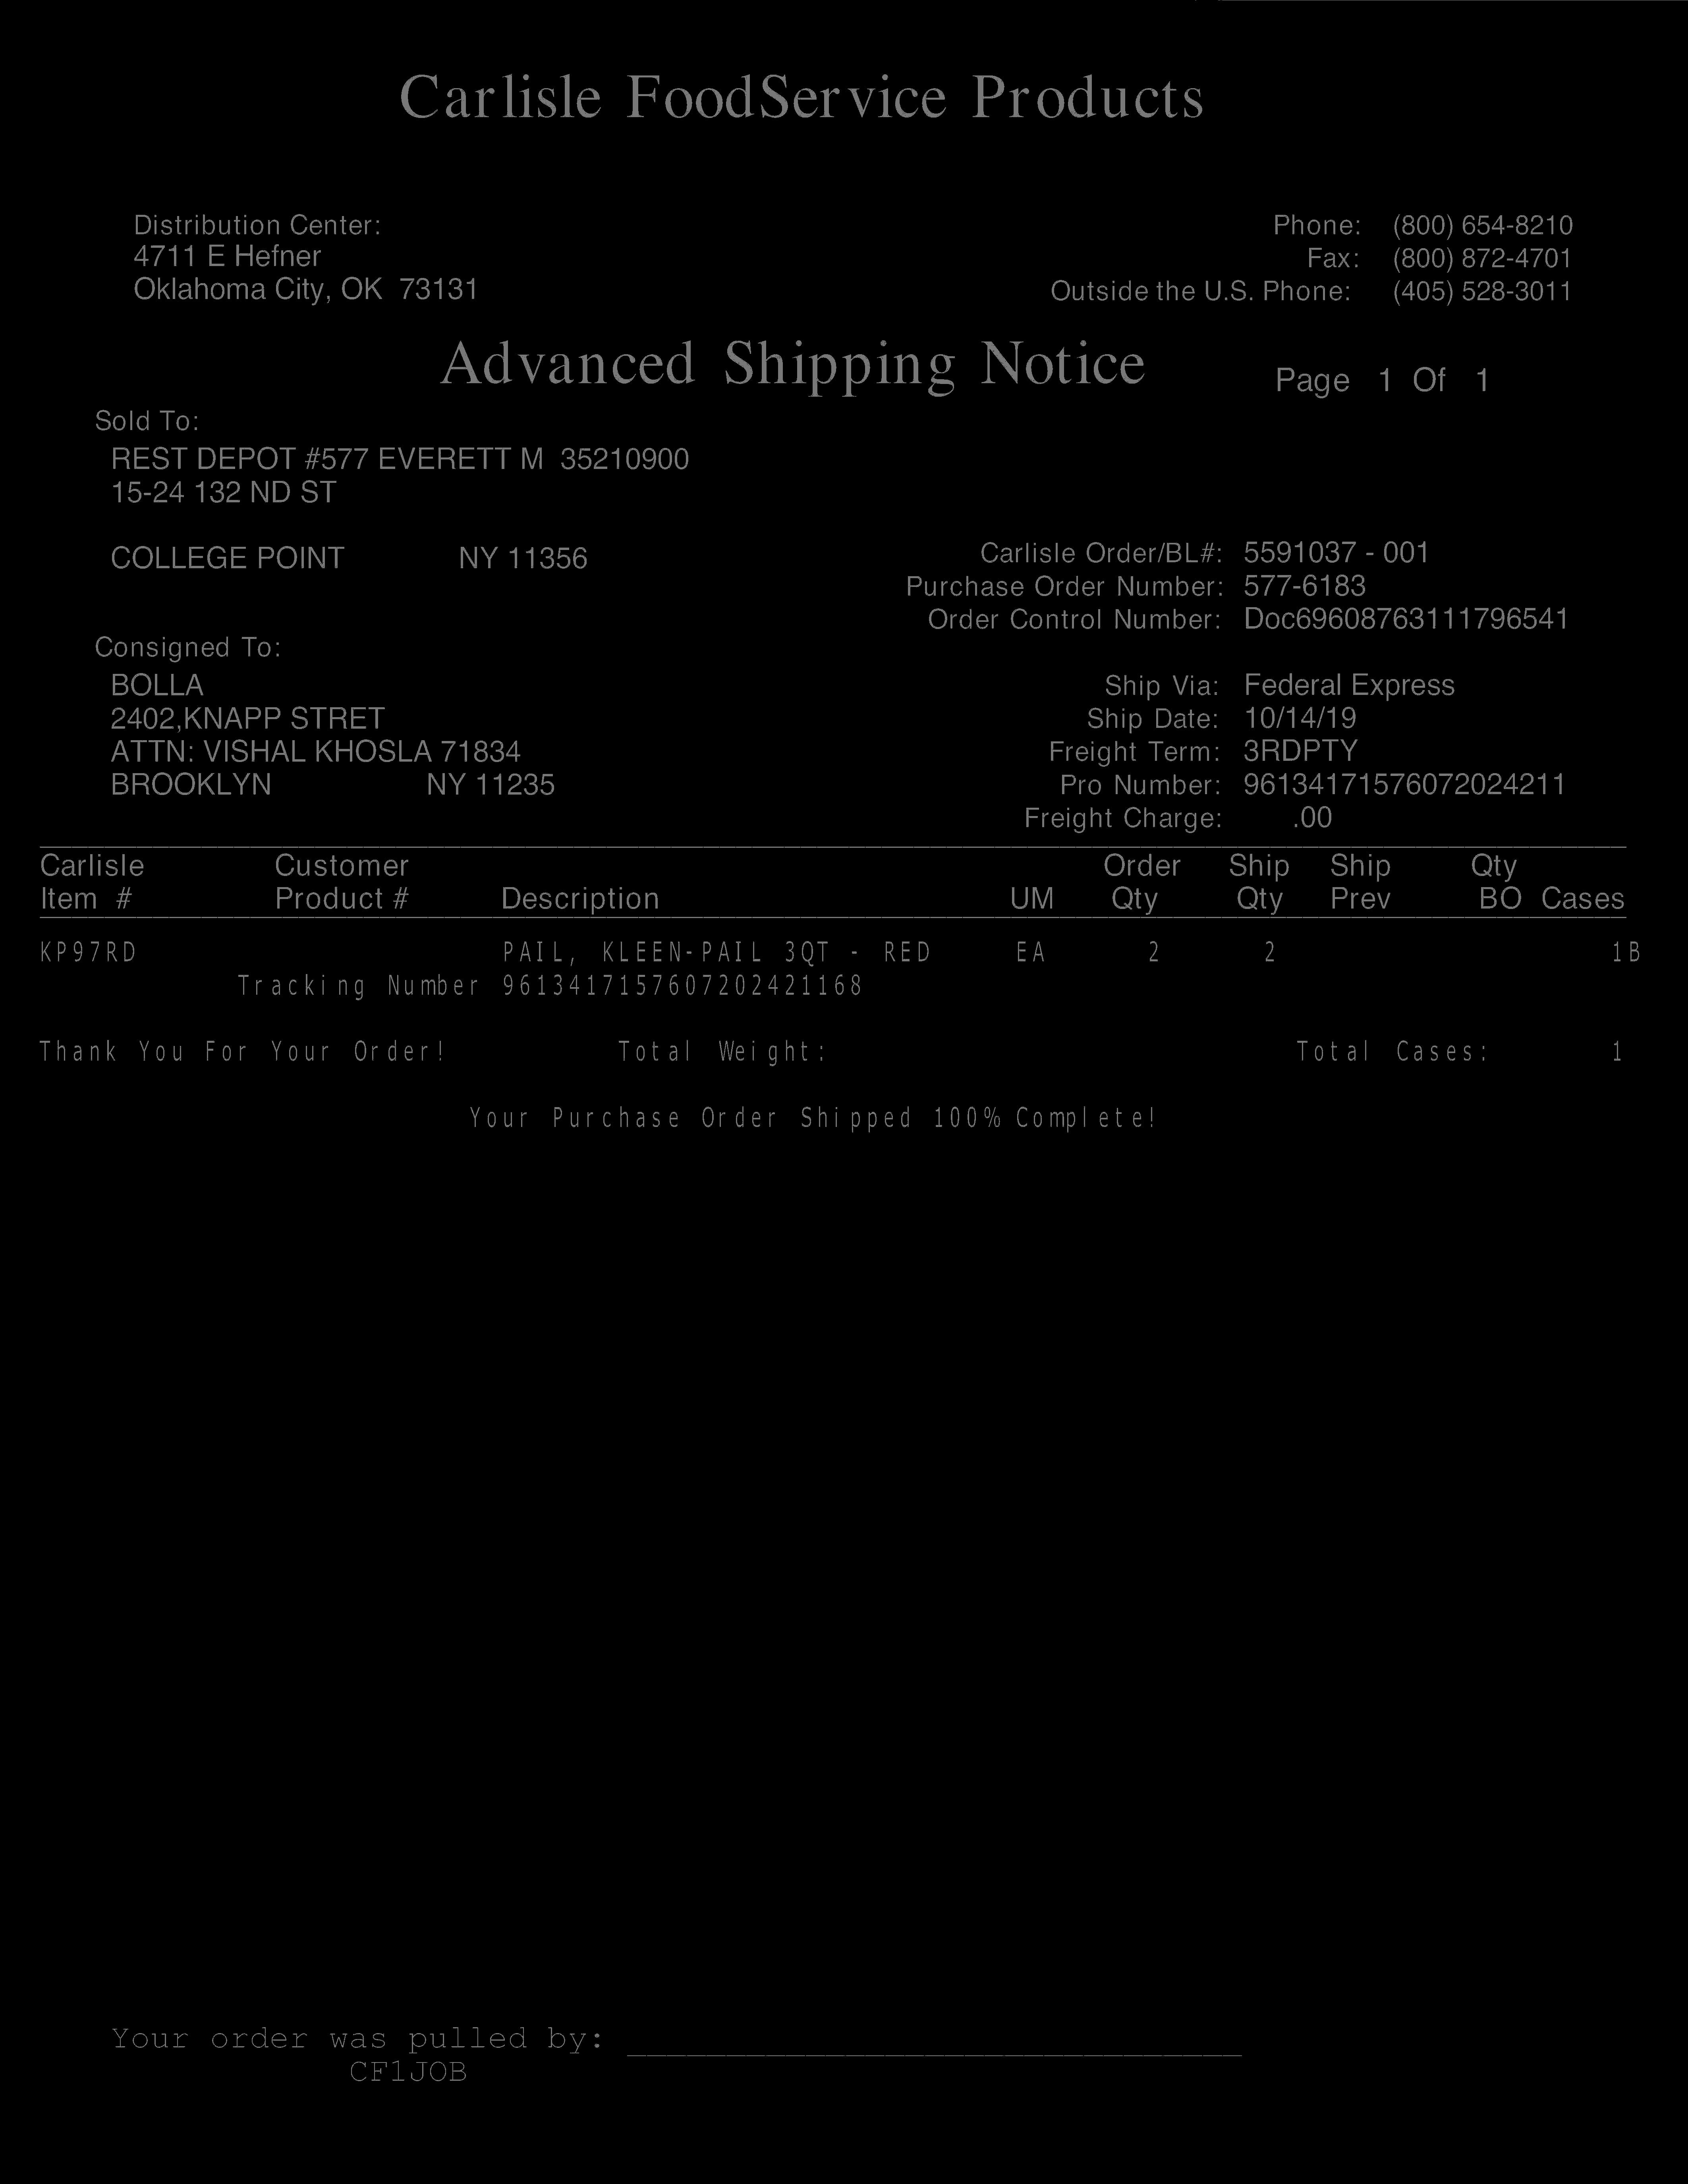 Carlisle FoodService Products
Distribution Center:
4711 E Hefner
Oklahoma City, OK 73131
Phone: (800) 654-8210
Fax: (800) 872-4701
Outside the U.S. Phone: (405) 528-3011
Advanced Shipping Notice
Page 1 Of 1
Sold To:
REST DEPOT #577 EVERETT M 35210900
15-24 132 ND ST
COLLEGE POINT NY 11356
Carlisle Order/BL#: 5591037 - 001
Purchase Order Number: 577-6183
Order Control Number: Doc69608763111796541
Consigned To:
BOLLA
2402,KNAPP STRET
ATTN: VISHAL KHOSLA 71834
BROOKLYN NY 11235
Ship Via: Federal Express
Ship Date: 10/14/19
Freight Term: 3RDPTY
Pro Number: 96134171576072024211
Freight Charge: .00
Carlisle Customer Order Ship Ship Qty
Item # Product # Description UM Qty Qty Prev BO Cases
KP97RD PAIL, KLEEN-PAIL 3QT - RED EA 2 2 1B
Tracking Number 9613417157607202421168
Thank You For Your Order! Total Weight: Total Cases: 1
Your Purchase Order Shipped 100% Complete!
Your order was pulled by:
CF1JOB